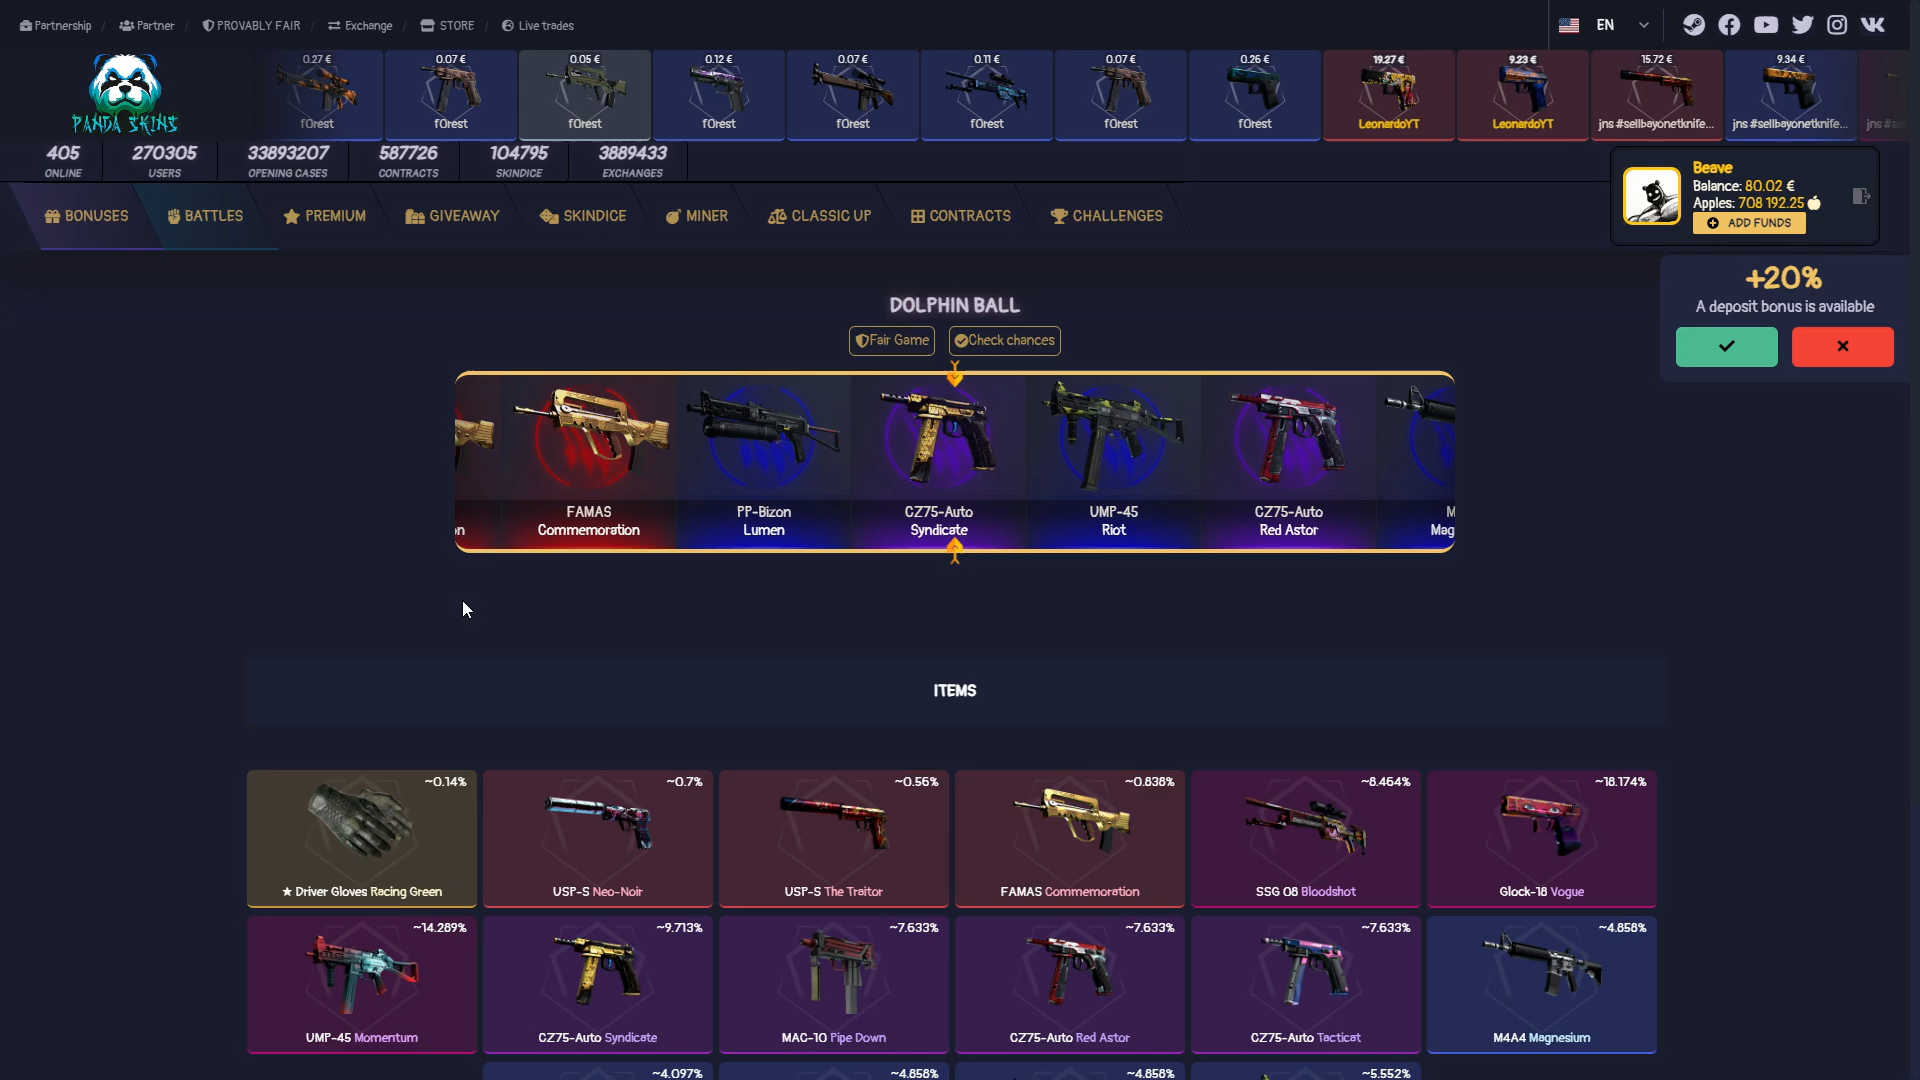 Partnership / Partner / PROVABLY FAIR / Exchange / STORE / Live trades
EN
PANDA SKINS
0.27 €
f0rest
0.07 €
f0rest
0.05 €
f0rest
0.12 €
f0rest
0.07 €
f0rest
0.11 €
f0rest
0.07 €
f0rest
0.26 €
f0rest
19.27 €
LeonardoYT
9.23 €
LeonardoYT
15.72 €
jns #sellbayonetknife...
9.34 €
jns #sellbayonetknife...
jns #se
405
ONLINE
270305
USERS
33893207
OPENING CASES
587726
CONTRACTS
104795
SKINDICE
3889433
EXCHANGES
Beave
Balance: 80.02 €
Apples: 708 192.25
ADD FUNDS
BONUSES
BATTLES
PREMIUM
GIVEAWAY
SKINDICE
MINER
CLASSIC UP
CONTRACTS
CHALLENGES
+20%
A deposit bonus is available
DOLPHIN BALL
Fair Game
Check chances
on
FAMAS
Commemoration
PP-Bizon
Lumen
CZ75-Auto
Syndicate
UMP-45
Riot
CZ75-Auto
Red Astor
M
Mag
ITEMS
~0.14%
★ Driver Gloves Racing Green
~0.7%
USP-S Neo-Noir
~0.56%
USP-S The Traitor
~0.838%
FAMAS Commemoration
~8.464%
SSG 08 Bloodshot
~18.174%
Glock-18 Vogue
~14.289%
UMP-45 Momentum
~9.713%
CZ75-Auto Syndicate
~7.633%
MAC-10 Pipe Down
~7.633%
CZ75-Auto Red Astor
~7.633%
CZ75-Auto Tacticat
~4.858%
M4A4 Magnesium
~4.097%
~4.858%
~4.858%
~5.552%